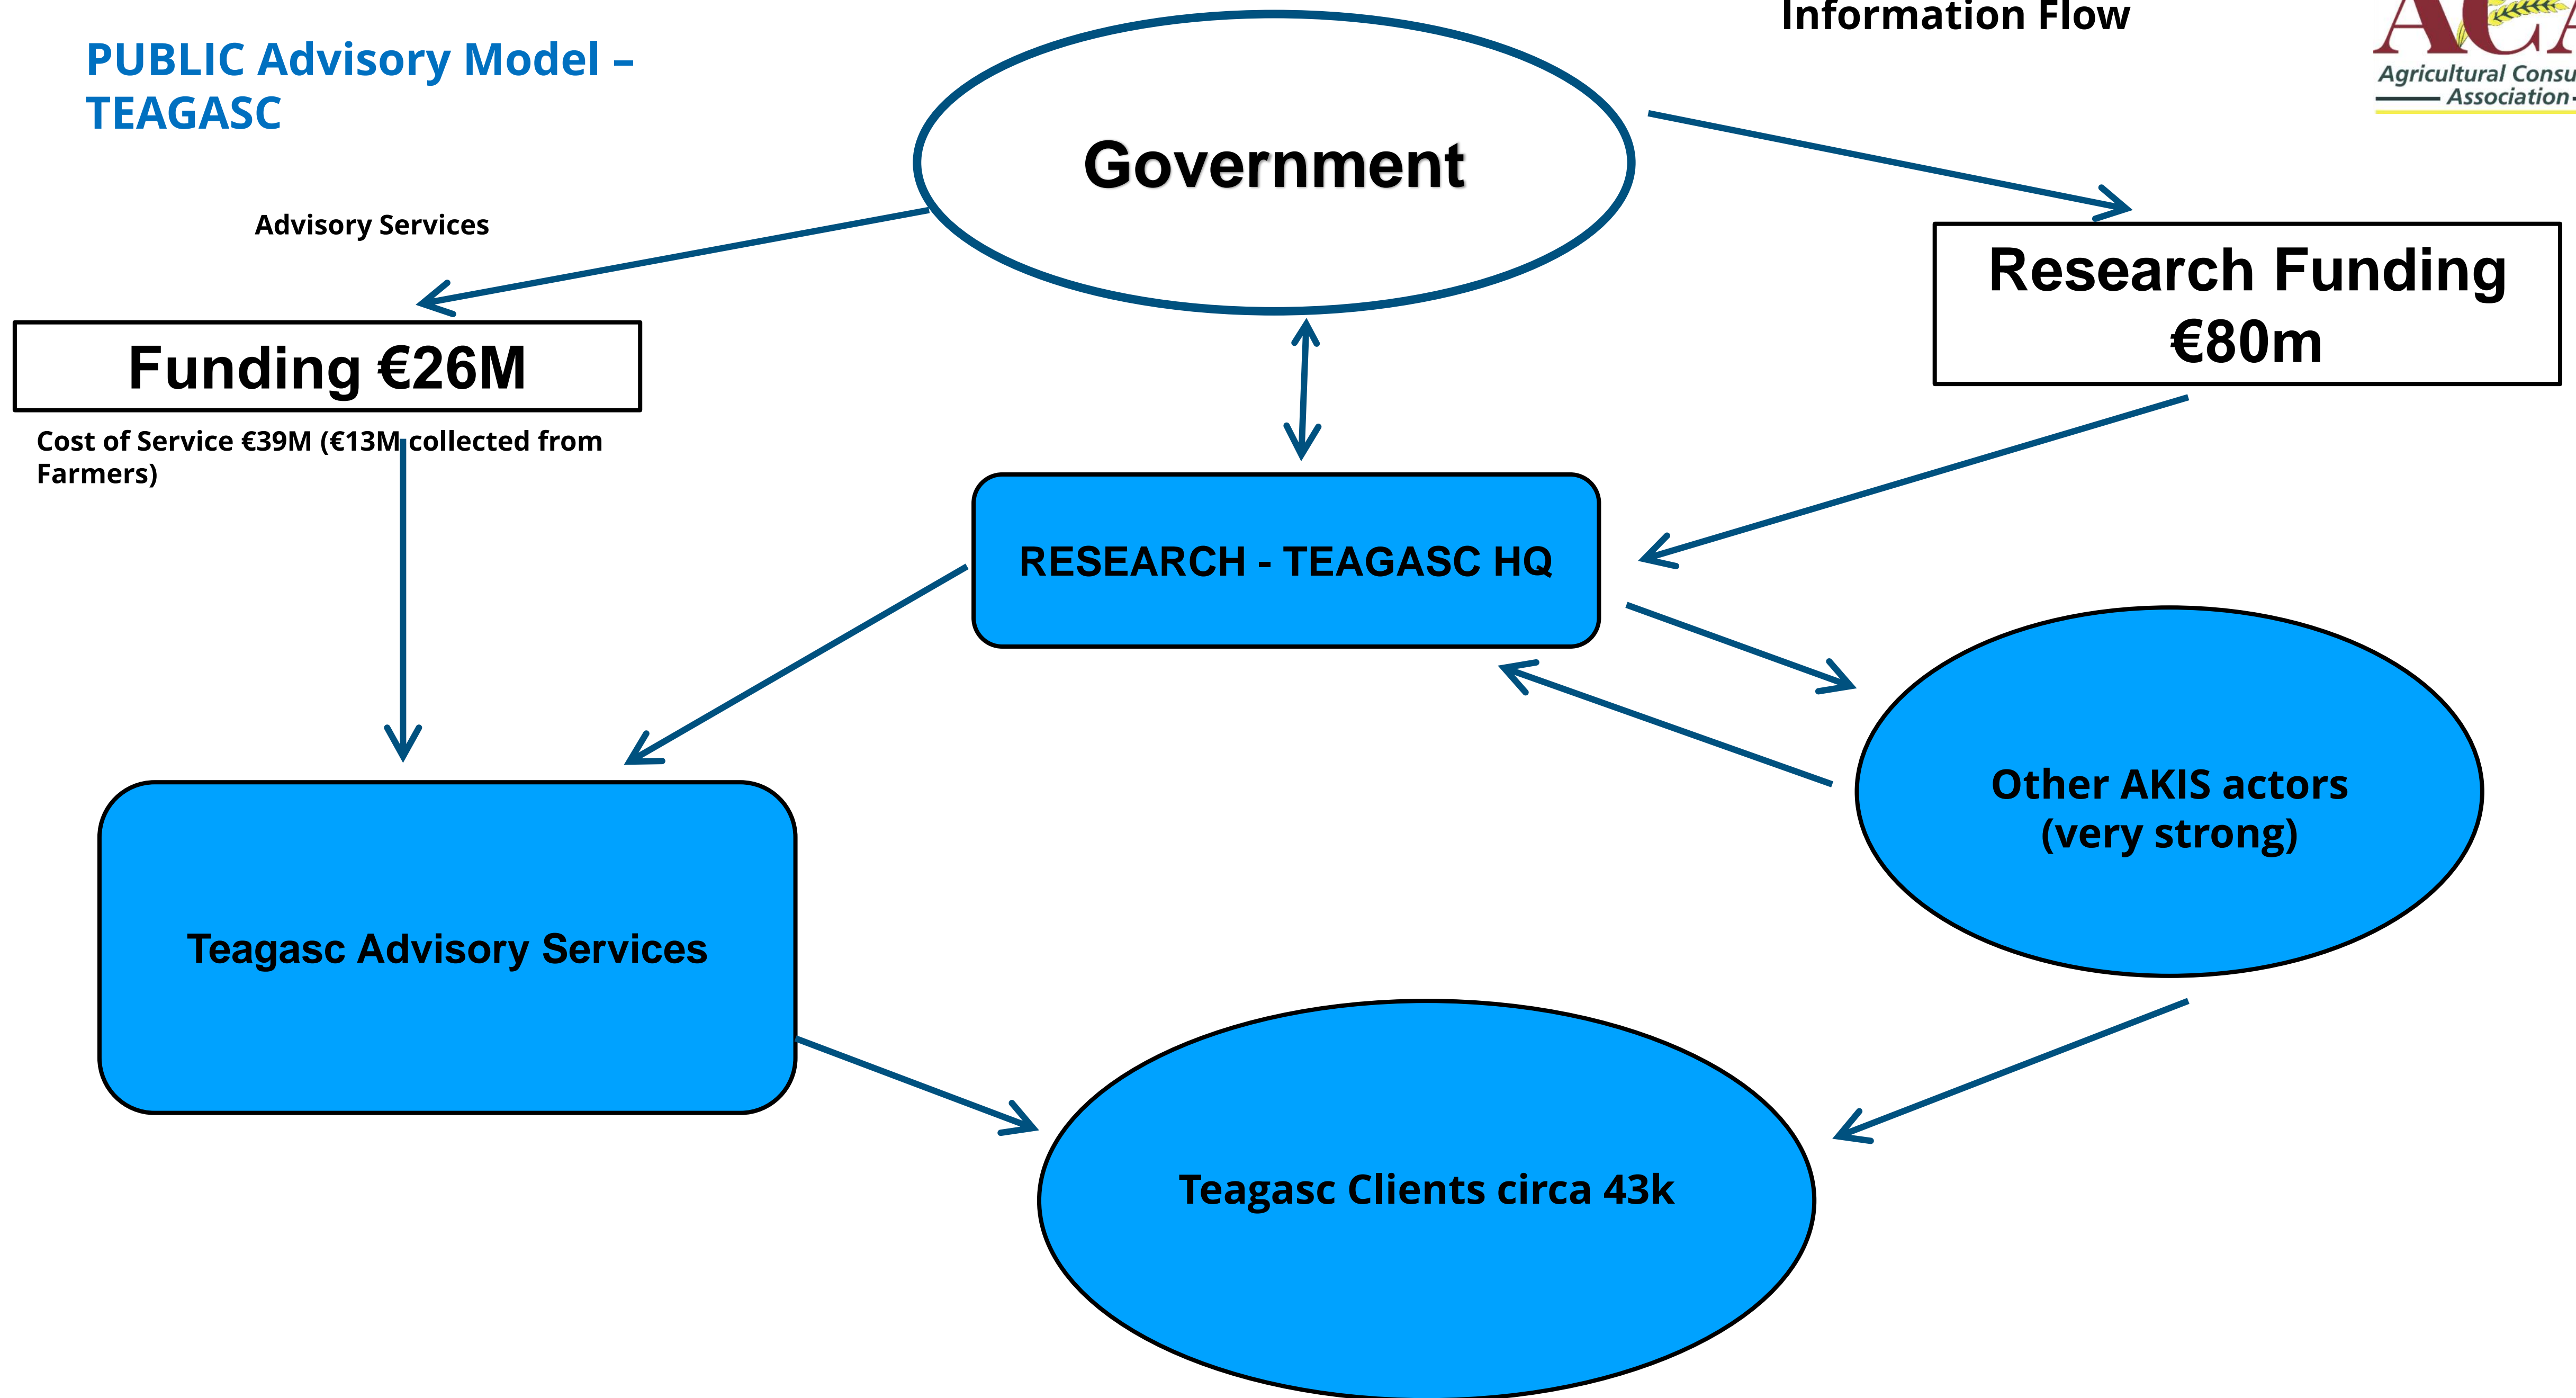 Information Flow
PUBLIC Advisory Model –
TEAGASC
Agricultural
Association
Government
Advisory Services
Research Funding
€80m
Funding €26M
Cost of Service €39M (€13M collected from
Farmers)
RESEARCH - TEAGASC HQ
Other AKIS actors
(very strong)
Teagasc Advisory Services
Teagasc Clients circa 43k